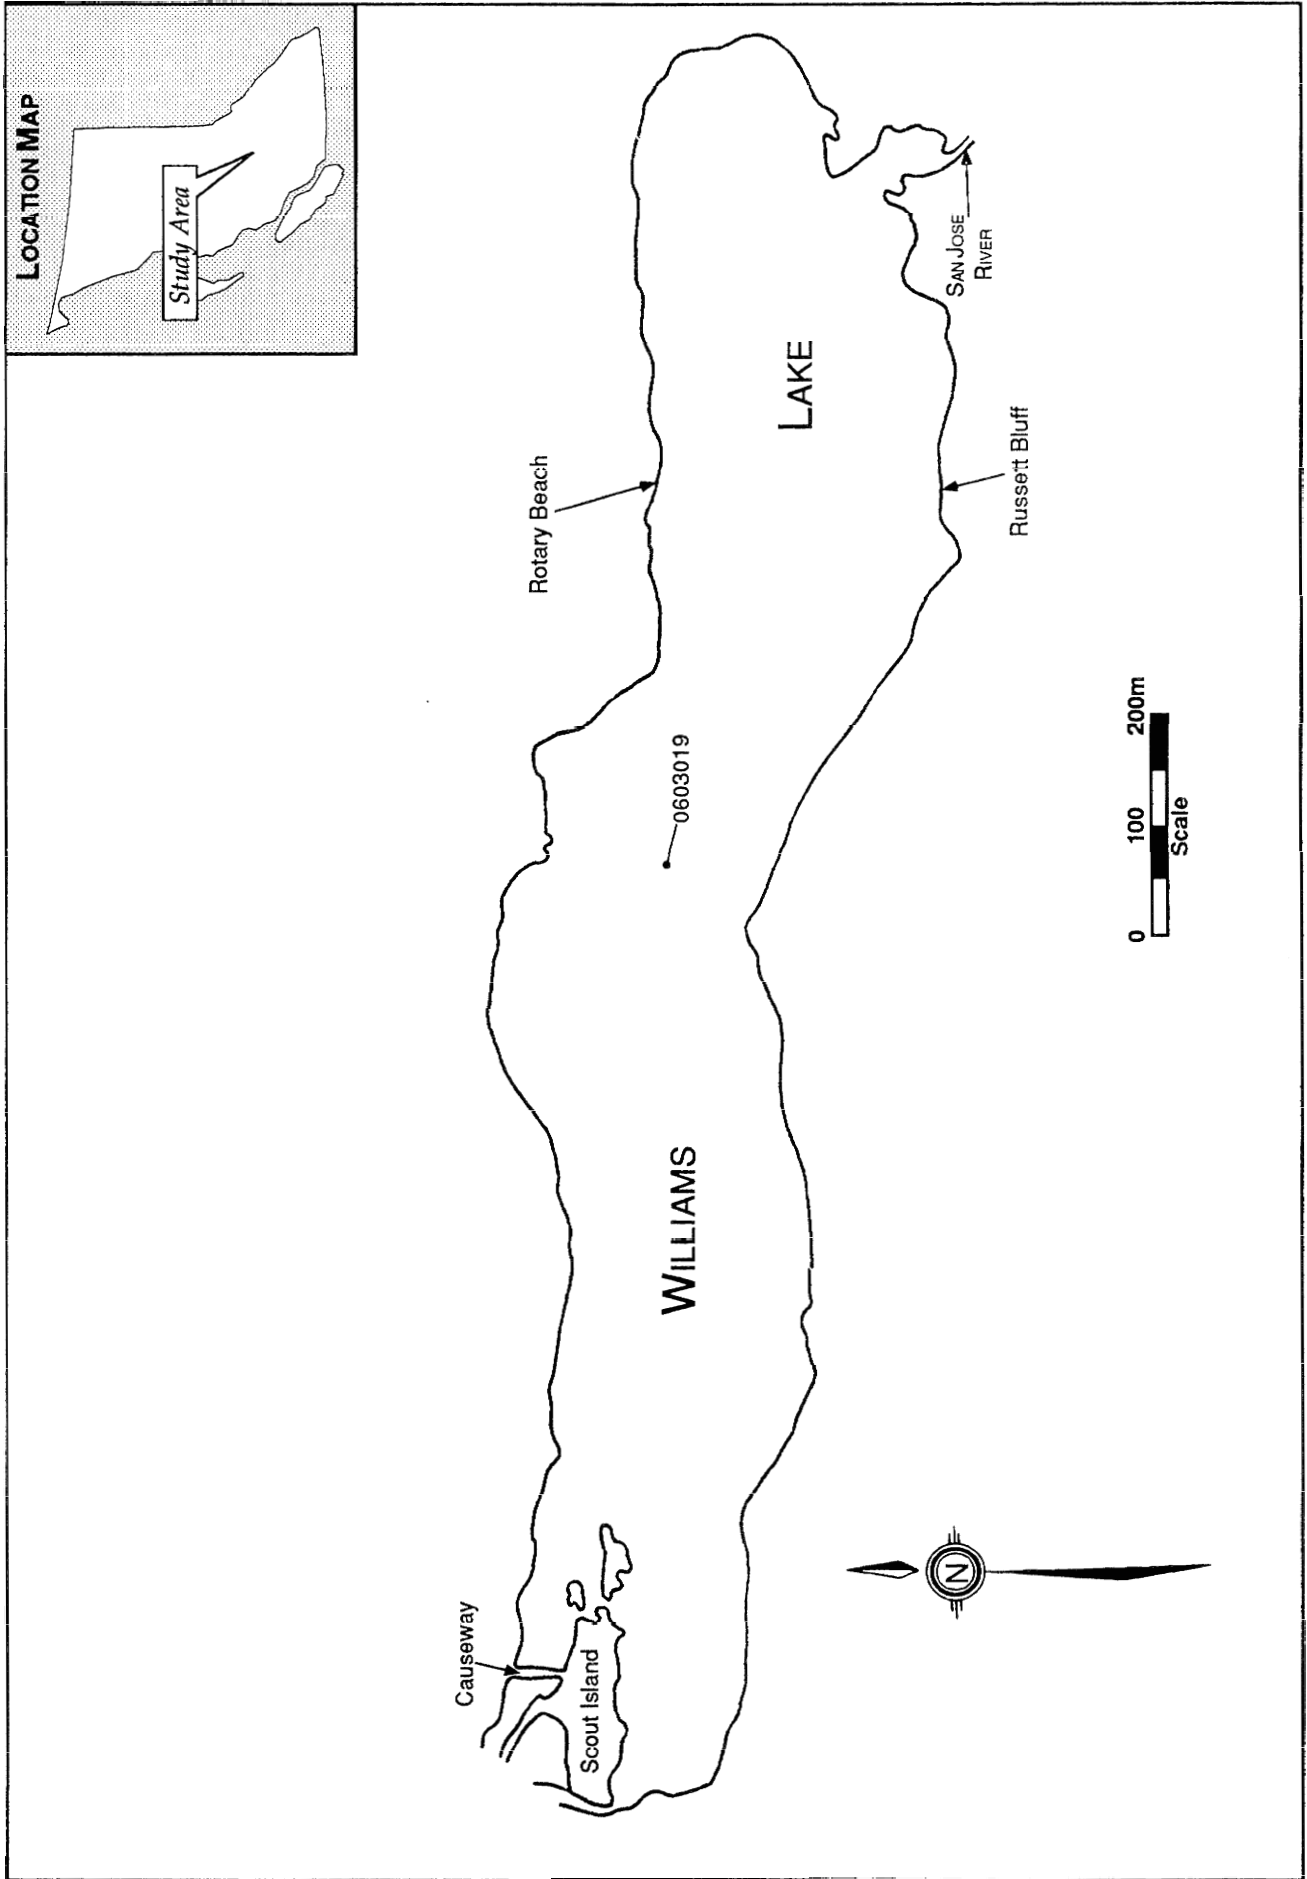 LOCATION MAP
Study Area
Rotary Beach
LAKE
SAN JOSE
RIVER
Russett Bluff
0603019
WILLIAMS
Causeway
Scout Island
N
0 100 200m
Scale